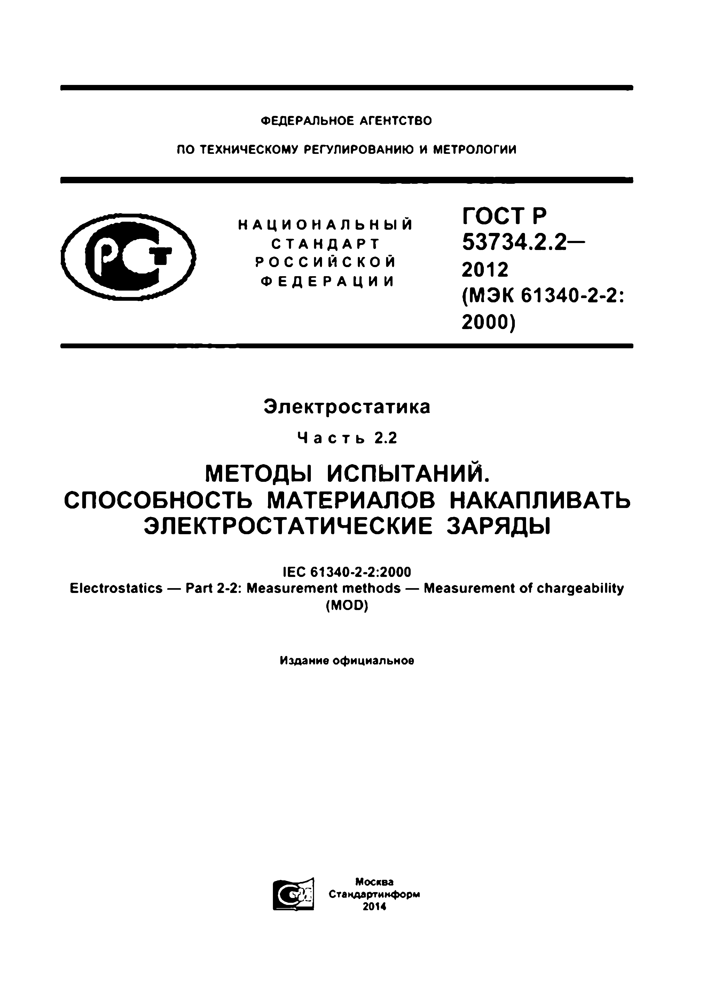 ФЕДЕРАЛЬНОЕ АГЕНТСТВО
ПО ТЕХНИЧЕСКОМУ РЕГУЛИРОВАНИЮ И МЕТРОЛОГИИ
РСТ
НАЦИОНАЛЬНЫЙ
СТАНДАРТ
РОССИЙСКОЙ
ФЕДЕРАЦИИ
ГОСТ Р
53734.2.2—
2012
(МЭК 61340-2-2:
2000)
Электростатика
Часть 2.2
МЕТОДЫ ИСПЫТАНИЙ.
СПОСОБНОСТЬ МАТЕРИАЛОВ НАКАПЛИВАТЬ
ЭЛЕКТРОСТАТИЧЕСКИЕ ЗАРЯДЫ
IEC 61340-2-2:2000
Electrostatics — Part 2-2: Measurement methods — Measurement of chargeability
(MOD)
Издание официальное
Москва
Стандартинформ
2014